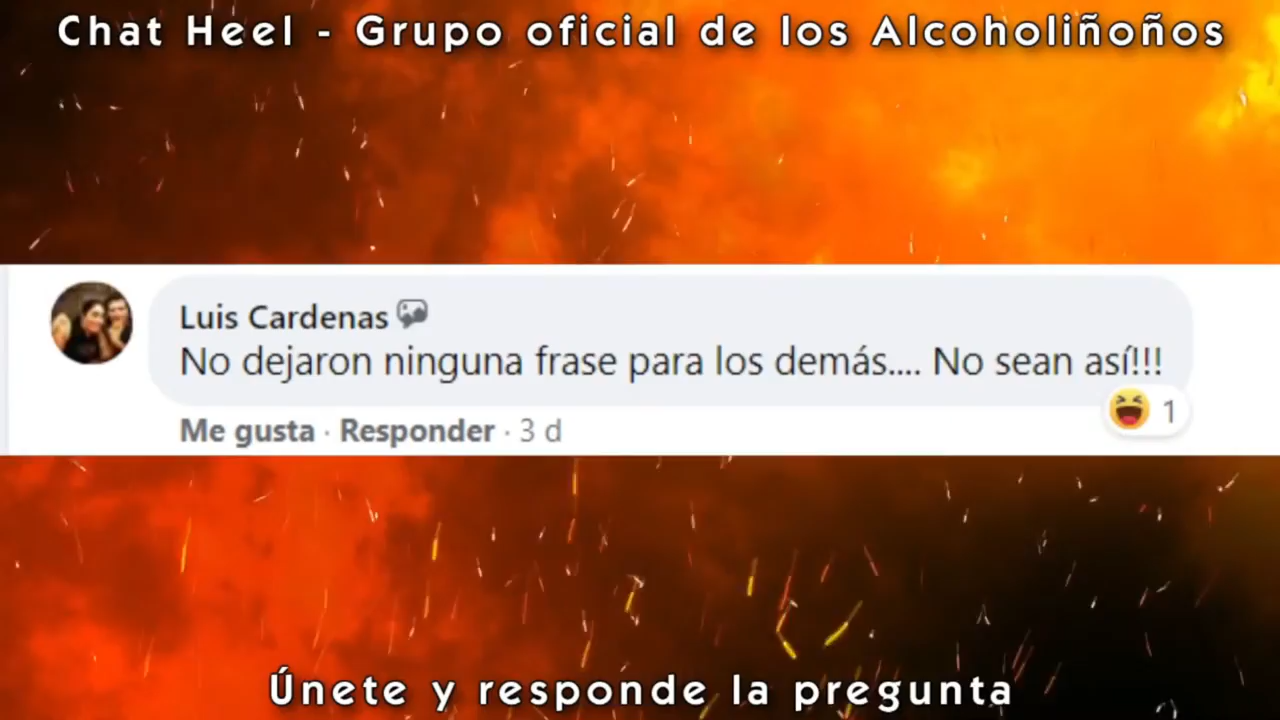 Chat Heel - Grupo oficial de los Alcoholiñoños
Luis Cardenas
No dejaron ninguna frase para los demás.... No sean así!!!
1
Me gusta · Responder · 3 d
Únete y responde la pregunta